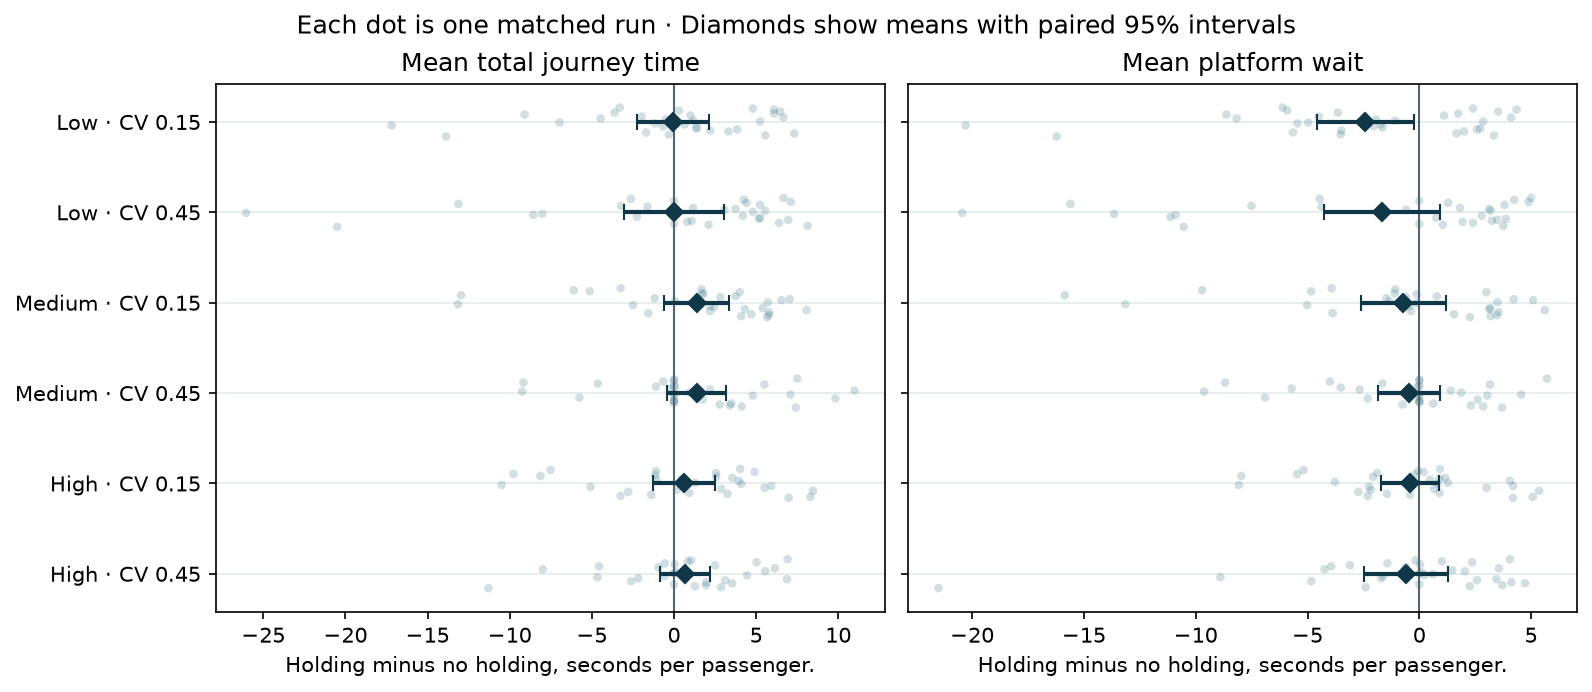 Each dot is one matched run · Diamonds show means with paired 95% intervals
Mean total journey time
Mean platform wait
Low · CV 0.15
Low · CV 0.45
Medium · CV 0.15
Medium · CV 0.45
High · CV 0.15
High · CV 0.45
−25 −20 −15 −10 −5 0 5 10
−20 −15 −10 −5 0 5
Holding minus no holding, seconds per passenger.
Holding minus no holding, seconds per passenger.